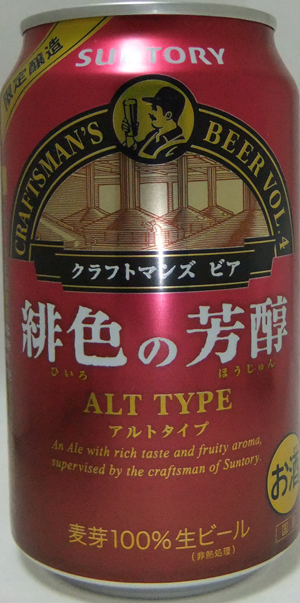 限定醸造
SUNTORY
CRAFTSMAN'S BEER VOL.4
クラフトマンズ ビア
緋色の芳醇
ひいろ ほうじゅん
ALT TYPE
アルトタイプ
An Ale with rich taste and fruity aroma,
supervised by the craftsman of Suntory.
お酒
麦芽100%生ビール
(非熱処理)